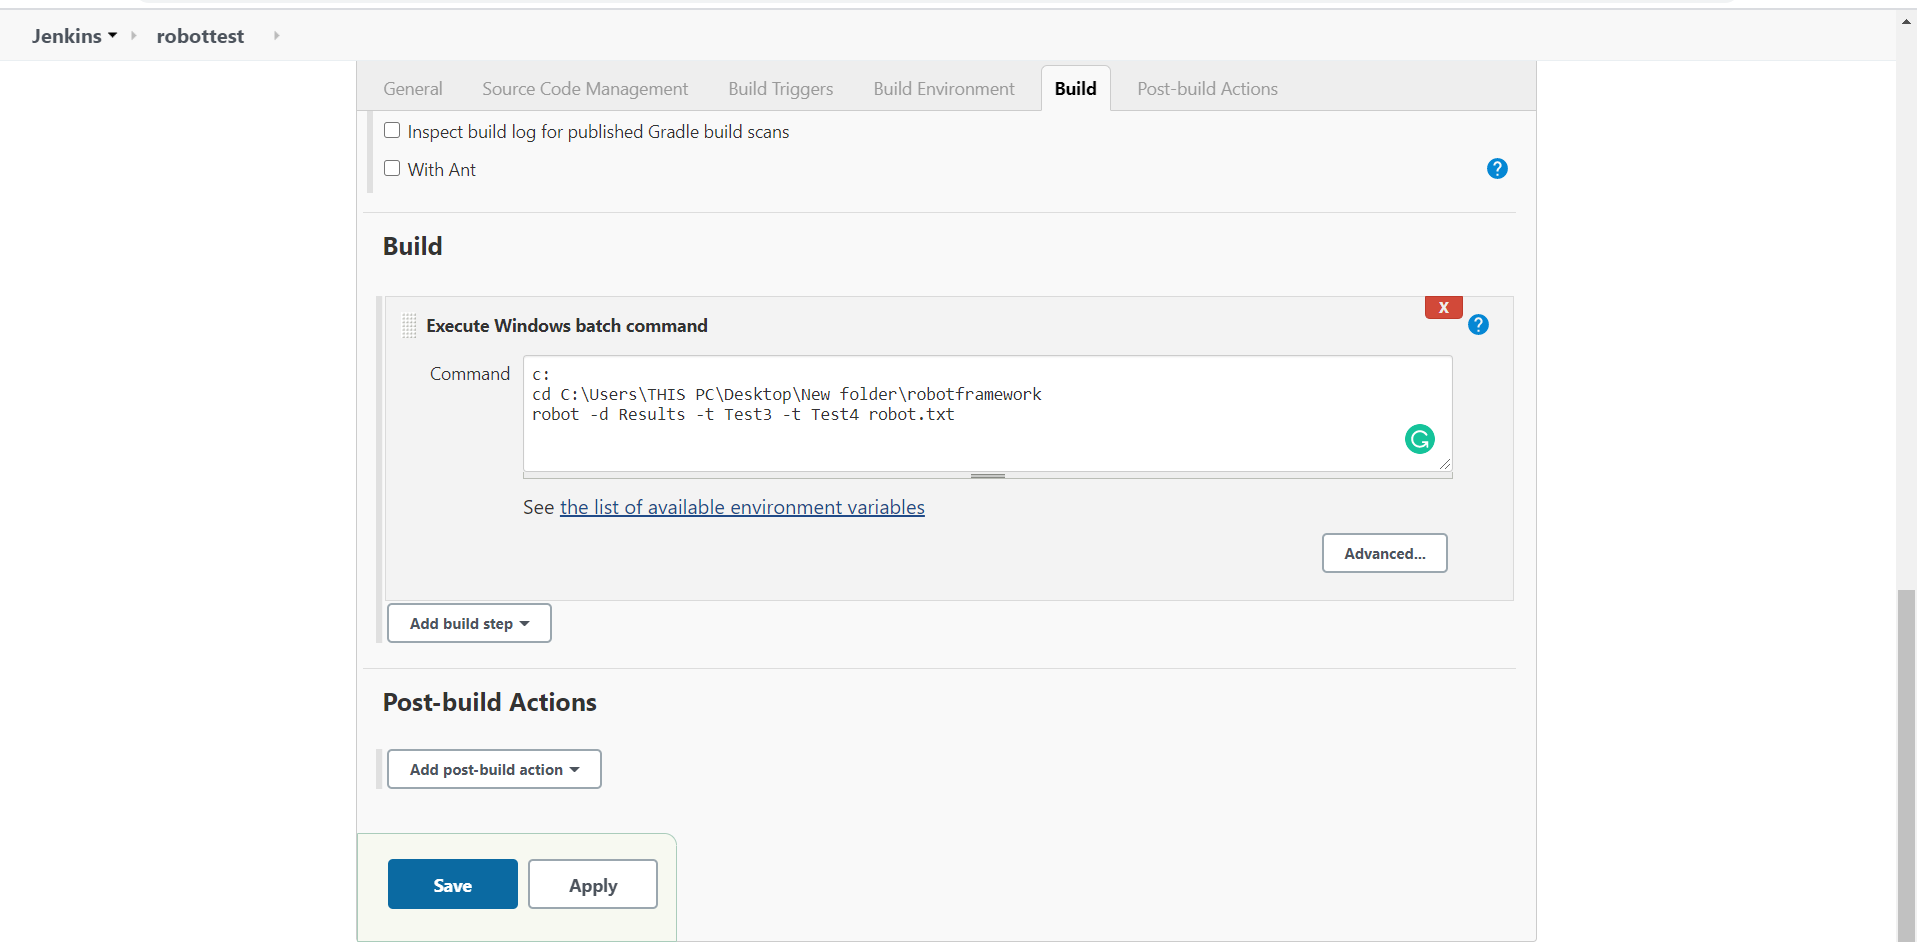 Jenkins robottest
General Source Code Management Build Triggers Build Environment Build Post-build Actions
Inspect build log for published Gradle build scans
With Ant
?
Build
X
Execute Windows batch command
?
Command
c:
cd C:\Users\THIS PC\Desktop\New folder\robotframework
robot -d Results -t Test3 -t Test4 robot.txt
G
See the list of available environment variables
Advanced...
Add build step
Post-build Actions
Add post-build action
Save Apply